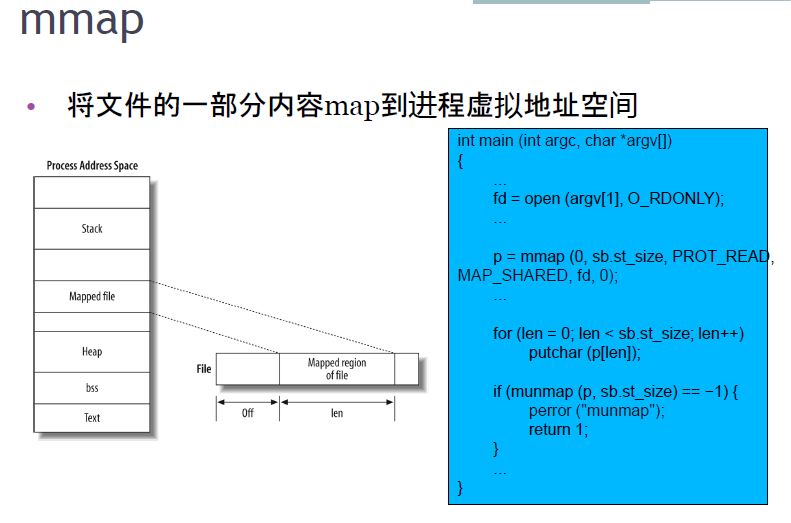 mmap
• 将文件的一部分内容map到进程虚拟地址空间
Process Address Space
Stack
Mapped file
Heap
bss
Text
File
Mapped region
of file
Off
len
int main (int argc, char *argv[])
{
...
fd = open (argv[1], O_RDONLY);
...
p = mmap (0, sb.st_size, PROT_READ,
MAP_SHARED, fd, 0);
...
for (len = 0; len < sb.st_size; len++)
putchar (p[len]);
if (munmap (p, sb.st_size) == −1) {
perror ("munmap");
return 1;
}
...
}